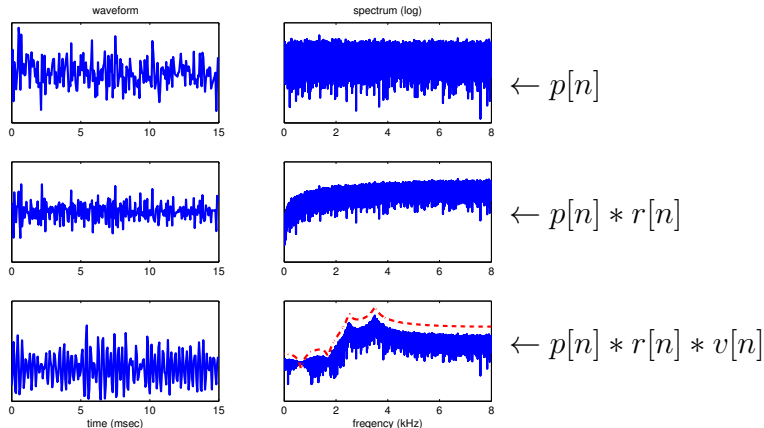 waveform
spectrum (log)
0 5 10 15
0 2 4 6 8
← p[n]
0 5 10 15
0 2 4 6 8
← p[n] ∗ r[n]
0 5 10 15
time (msec)
0 2 4 6 8
freqency (kHz)
← p[n] ∗ r[n] ∗ v[n]